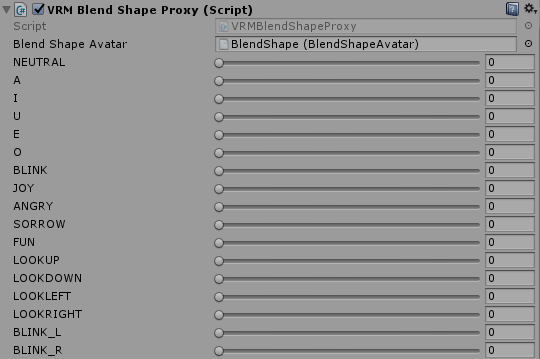 VRM Blend Shape Proxy (Script)
Script VRMBlendShapeProxy
Blend Shape Avatar BlendShape (BlendShapeAvatar)
NEUTRAL 0
A 0
I 0
U 0
E 0
O 0
BLINK 0
JOY 0
ANGRY 0
SORROW 0
FUN 0
LOOKUP 0
LOOKDOWN 0
LOOKLEFT 0
LOOKRIGHT 0
BLINK_L 0
BLINK_R 0